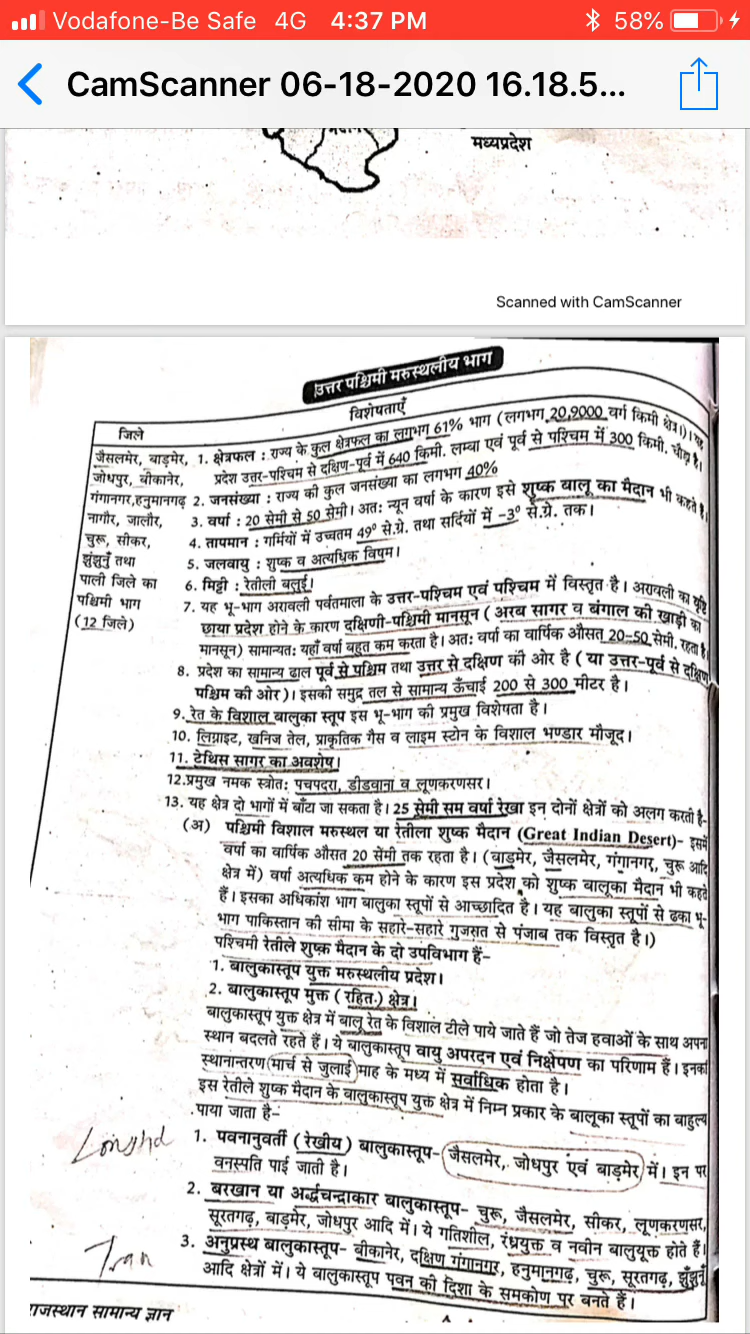 Vodafone-Be Safe 4G 4:37 PM 58%
CamScanner 06-18-2020 16.18.5...
मध्यप्रदेश
Scanned with CamScanner
उत्तर पश्चिमी मरुस्थलीय भाग
जिले
विशेषताएँ
जैसलमेर, बाड़मेर,
जोधपुर, बीकानेर,
गंगानगर,हनुमानगढ़
नागौर, जालौर,
चुरू, सीकर,
झुंझुनूँ तथा
पाली जिले का
पश्चिमी भाग
(12 जिले)
1. क्षेत्रफल : राज्य के कुल क्षेत्रफल का लगभग 61% भाग (लगभग 20,9000 वर्ग किमी क्षेत्र)। यह
प्रदेश उत्तर-पश्चिम से दक्षिण-पूर्व में 640 किमी. लम्बा एवं पूर्व से पश्चिम में 300 किमी. चौड़ा है।
2. जनसंख्या : राज्य की कुल जनसंख्या का लगभग 40%
3. वर्षा : 20 सेमी से 50 सेमी। अतः न्यून वर्षा के कारण इसे शुष्क बालू का मैदान भी कहते है।
4. तापमान : गर्मियों में उच्चतम 49° से.ग्रे. तथा सर्दियों में -3° से.ग्रे. तक।
5. जलवायु : शुष्क व अत्यधिक विषम।
6. मिट्टी : रेतीली बलुई।
7. यह भू-भाग अरावली पर्वतमाला के उत्तर-पश्चिम एवं पश्चिम में विस्तृत है। अरावली का वृष्टि
छाया प्रदेश होने के कारण दक्षिणी-पश्चिमी मानसून ( अरब सागर व बंगाल की खाड़ी का
मानसून) सामान्यतः यहाँ वर्षा बहुत कम करता है। अतः वर्षा का वार्षिक औसत 20-50 सेमी. रहता है।
8. प्रदेश का सामान्य ढाल पूर्व से पश्चिम तथा उत्तर से दक्षिण की ओर है ( या उत्तर-पूर्व से दक्षिण
पश्चिम की ओर )। इसकी समुद्र तल से सामान्य ऊँचाई 200 से 300 मीटर है।
9. रेत के विशाल बालुका स्तूप इस भू-भाग की प्रमुख विशेषता है।
10. लिग्नाइट, खनिज तेल, प्राकृतिक गैस व लाइम स्टोन के विशाल भण्डार मौजूद।
11. टेथिस सागर का अवशेष।
12.प्रमुख नमक स्त्रोतः पचपदरा, डीडवाना व लूणकरणसर।
13. यह क्षेत्र दो भागों में बाँटा जा सकता है। 25 सेमी सम वर्षा रेखा इन दोनों क्षेत्रों को अलग करती है-
(अ) पश्चिमी विशाल मरुस्थल या रेतीला शुष्क मैदान (Great Indian Desert)- इसमें
वर्षा का वार्षिक औसत 20 सेंमी तक रहता है। (बाड़मेर, जैसलमेर, गंगानगर, चुरू आदि
क्षेत्र में) वर्षा अत्यधिक कम होने के कारण इस प्रदेश को शुष्क बालूका मैदान भी कहते
हैं। इसका अधिकांश भाग बालुका स्तूपों से आच्छादित है। यह बालुका स्तूपों से ढका भू-
भाग पाकिस्तान की सीमा के सहारे-सहारे गुजरात से पंजाब तक विस्तृत है।)
पश्चिमी रेतीले शुष्क मैदान के दो उपविभाग हैं-
1. बालुकास्तूप युक्त मरुस्थलीय प्रदेश।
2. बालुकास्तूप मुक्त ( रहित.) क्षेत्र।
बालुकास्तूप युक्त क्षेत्र में बालू रेत के विशाल टीले पाये जाते हैं जो तेज हवाओं के साथ अपना
स्थान बदलते रहते हैं। ये बालुकास्तूप वायु अपरदन एवं निक्षेपण का परिणाम हैं। इनका
स्थानान्तरण मार्च से जुलाई माह के मध्य में सर्वाधिक होता है।
इस रेतीले शुष्क मैदान के बालुकास्तूप युक्त क्षेत्र में निम्न प्रकार के बालूका स्तूपों का बाहुल्य
पाया जाता है-
1. पवनानुवर्ती ( रेखीय ) बालुकास्तूप- जैसलमेर, जोधपुर एवं बाड़मेर में। इन पर
वनस्पति पाई जाती है।
2. बरखान या अर्द्धचन्द्राकार बालुकास्तूप- चुरू, जैसलमेर, सीकर, लूणकरणसर,
सूरतगढ़, बाड़मेर, जोधपुर आदि में। ये गतिशील, रंध्रयुक्त व नवीन बालुयूक्त होते हैं।
3. अनुप्रस्थ बालुकास्तूप- बीकानेर, दक्षिण गंगानगर, हनुमानगढ़, चुरू, सूरतगढ़, झुँझुनूँ
Tran
आदि क्षेत्रों में। ये बालुकास्तूप पवन की दिशा के समकोण पर बनते हैं।
राजस्थान सामान्य ज्ञान